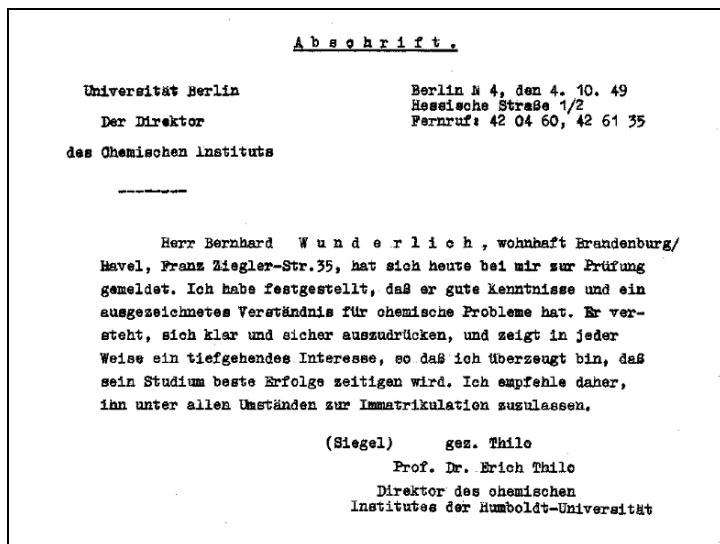 Abschrift.
Universität Berlin
Berlin N 4, den 4. 10. 49
Hessische Straße 1/2
Der Direktor
Fernruf: 42 04 60, 42 61 35
des Chemischen Instituts
Herr Bernhard Wunderlich, wohnhaft Brandenburg/
Havel, Franz Ziegler-Str.35, hat sich heute bei mir zur Prüfung
gemeldet. Ich habe festgestellt, daß er gute Kenntnisse und ein
ausgezeichnetes Verständnis für chemische Probleme hat. Er ver-
steht, sich klar und sicher auszudrücken, und zeigt in jeder
Weise ein tiefgehendes Interesse, so daß ich überzeugt bin, daß
sein Studium beste Erfolge zeitigen wird. Ich empfehle daher,
ihn unter allen Umständen zur Immatrikulation zuzulassen.
(Siegel) gez. Thilo
Prof. Dr. Erich Thilo
Direktor des chemischen
Institutes der Humboldt-Universität